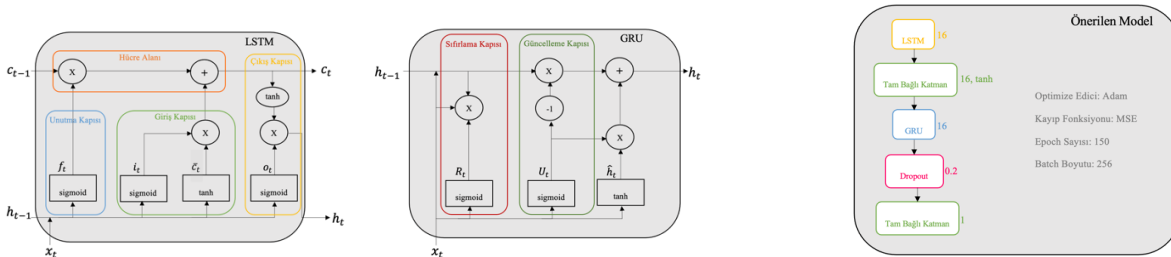 LSTM
Hücre Alanı
Çıkış Kapısı
c_{t-1}
X
+
c_t
tanh
Unutma Kapısı
Giriş Kapısı
X
X
f_t
i_t
c̃_t
o_t
sigmoid
sigmoid
tanh
sigmoid
h_{t-1}
h_t
x_t
GRU
Sıfırlama Kapısı
Güncelleme Kapısı
h_{t-1}
X
+
h_t
X
-1
X
R_t
U_t
ĥ_t
sigmoid
sigmoid
tanh
x_t
Önerilen Model
LSTM
16
Tam Bağlı Katman
16, tanh
GRU
16
Dropout
0.2
Tam Bağlı Katman
1
Optimize Edici: Adam
Kayıp Fonksiyonu: MSE
Epoch Sayısı: 150
Batch Boyutu: 256